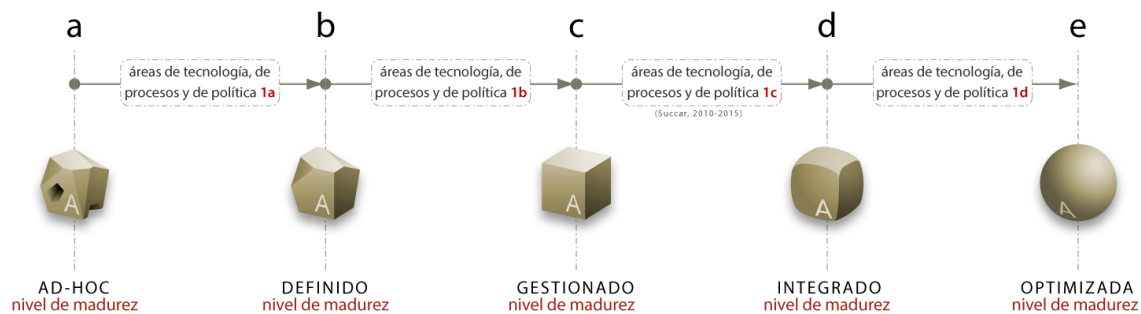 a
b
c
d
e
áreas de tecnología, de
procesos y de política 1a
áreas de tecnología, de
procesos y de política 1b
áreas de tecnología, de
procesos y de política 1c
(Succar, 2010-2015)
áreas de tecnología, de
procesos y de política 1d
A
A
A
A
A
AD-HOC
nivel de madurez
DEFINIDO
nivel de madurez
GESTIONADO
nivel de madurez
INTEGRADO
nivel de madurez
OPTIMIZADA
nivel de madurez